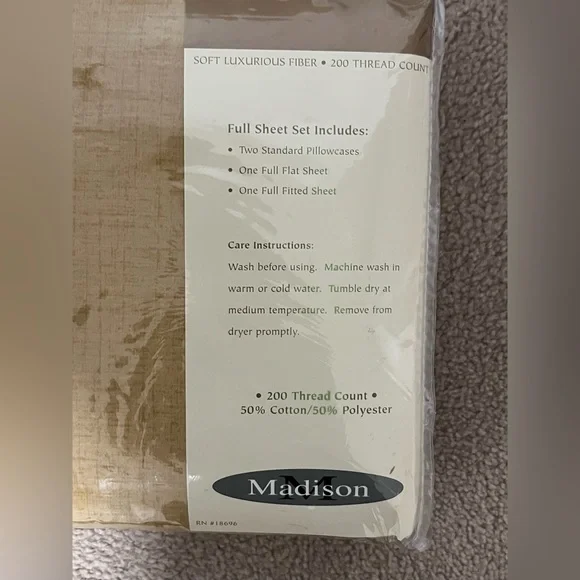 SOFT LUXURIOUS FIBER • 200 THREAD COUNT
Full Sheet Set Includes:
• Two Standard Pillowcases
• One Full Flat Sheet
• One Full Fitted Sheet
Care Instructions:
Wash before using. Machine wash in
warm or cold water. Tumble dry at
medium temperature. Remove from
dryer promptly.
• 200 Thread Count •
50% Cotton/50% Polyester
M
Madison
RN #18696